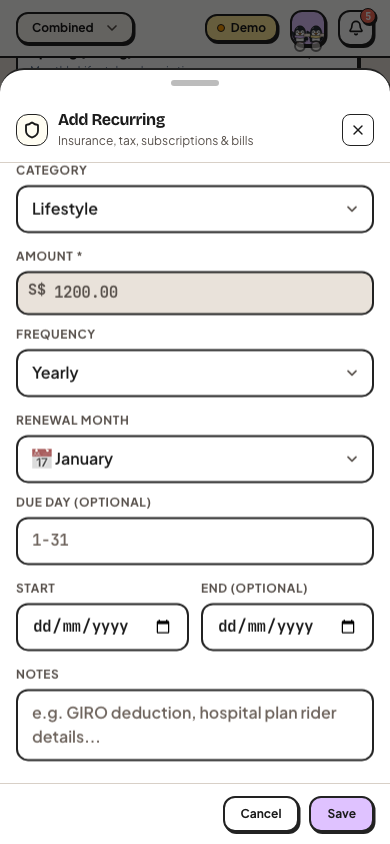 Combined
Demo
5
Add Recurring
Insurance, tax, subscriptions & bills
CATEGORY
Lifestyle
AMOUNT *
S$ 1200.00
FREQUENCY
Yearly
RENEWAL MONTH
17 January
DUE DAY (OPTIONAL)
1-31
START
END (OPTIONAL)
dd/mm/yyyy
dd/mm/yyyy
NOTES
e.g. GIRO deduction, hospital plan rider
details...
Cancel
Save